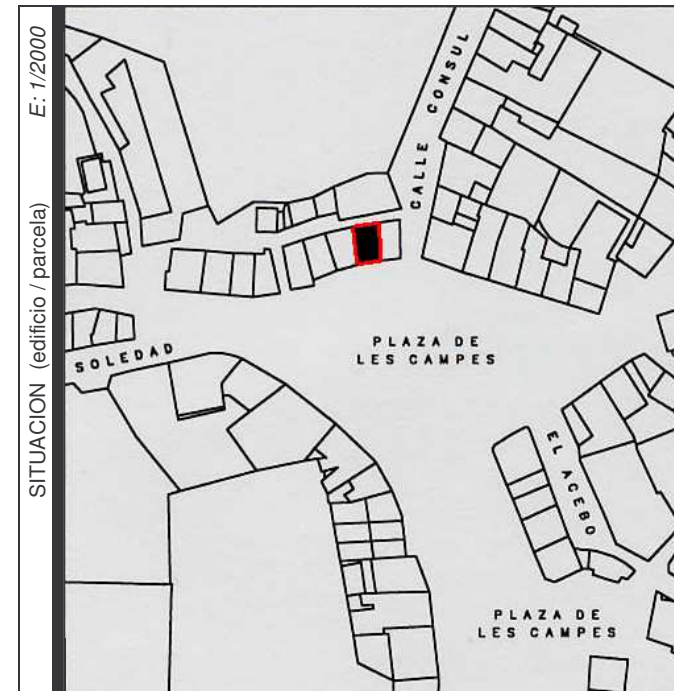 SITUACION (edificio / parcela) E: 1/2000
CALLE CONSUL
PLAZA DE
LES CAMPES
SOLEDAD
EL ACEBO
PLAZA DE
LES CAMPES